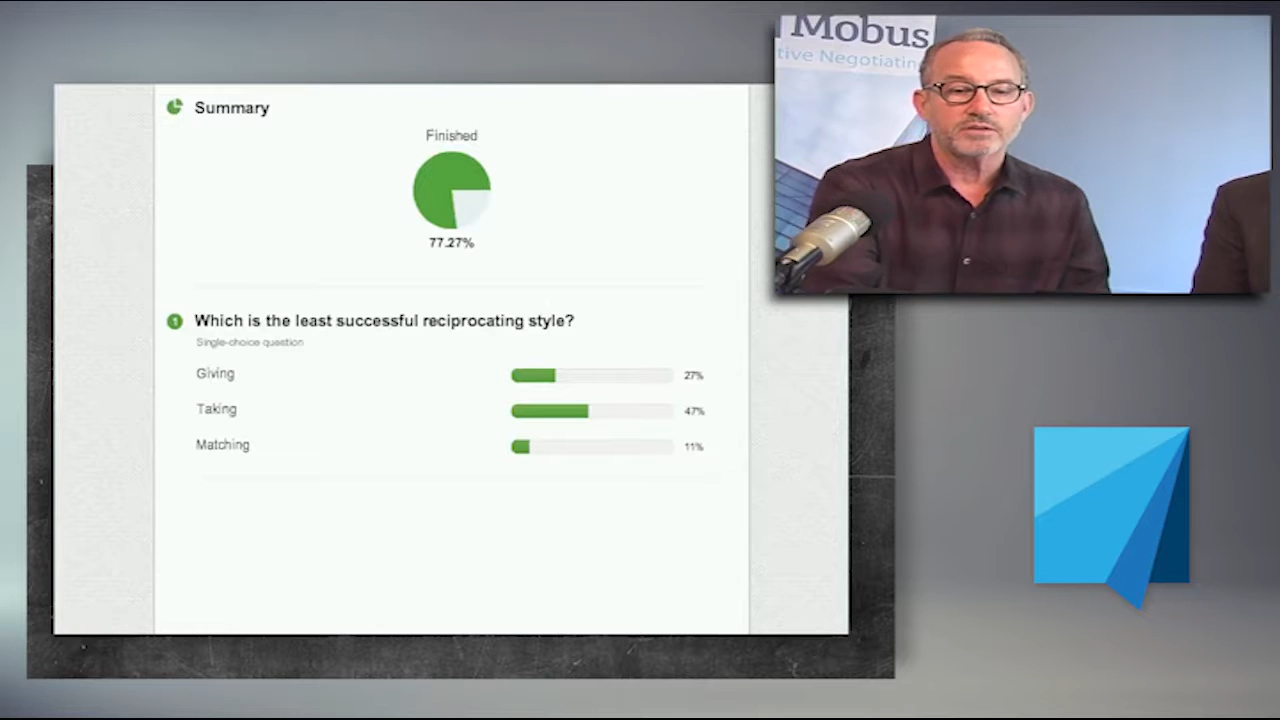 Mobus
tive Negotiatin
Summary
Finished
77.27%
1 Which is the least successful reciprocating style?
Single-choice question
Giving 27%
Taking 47%
Matching 11%